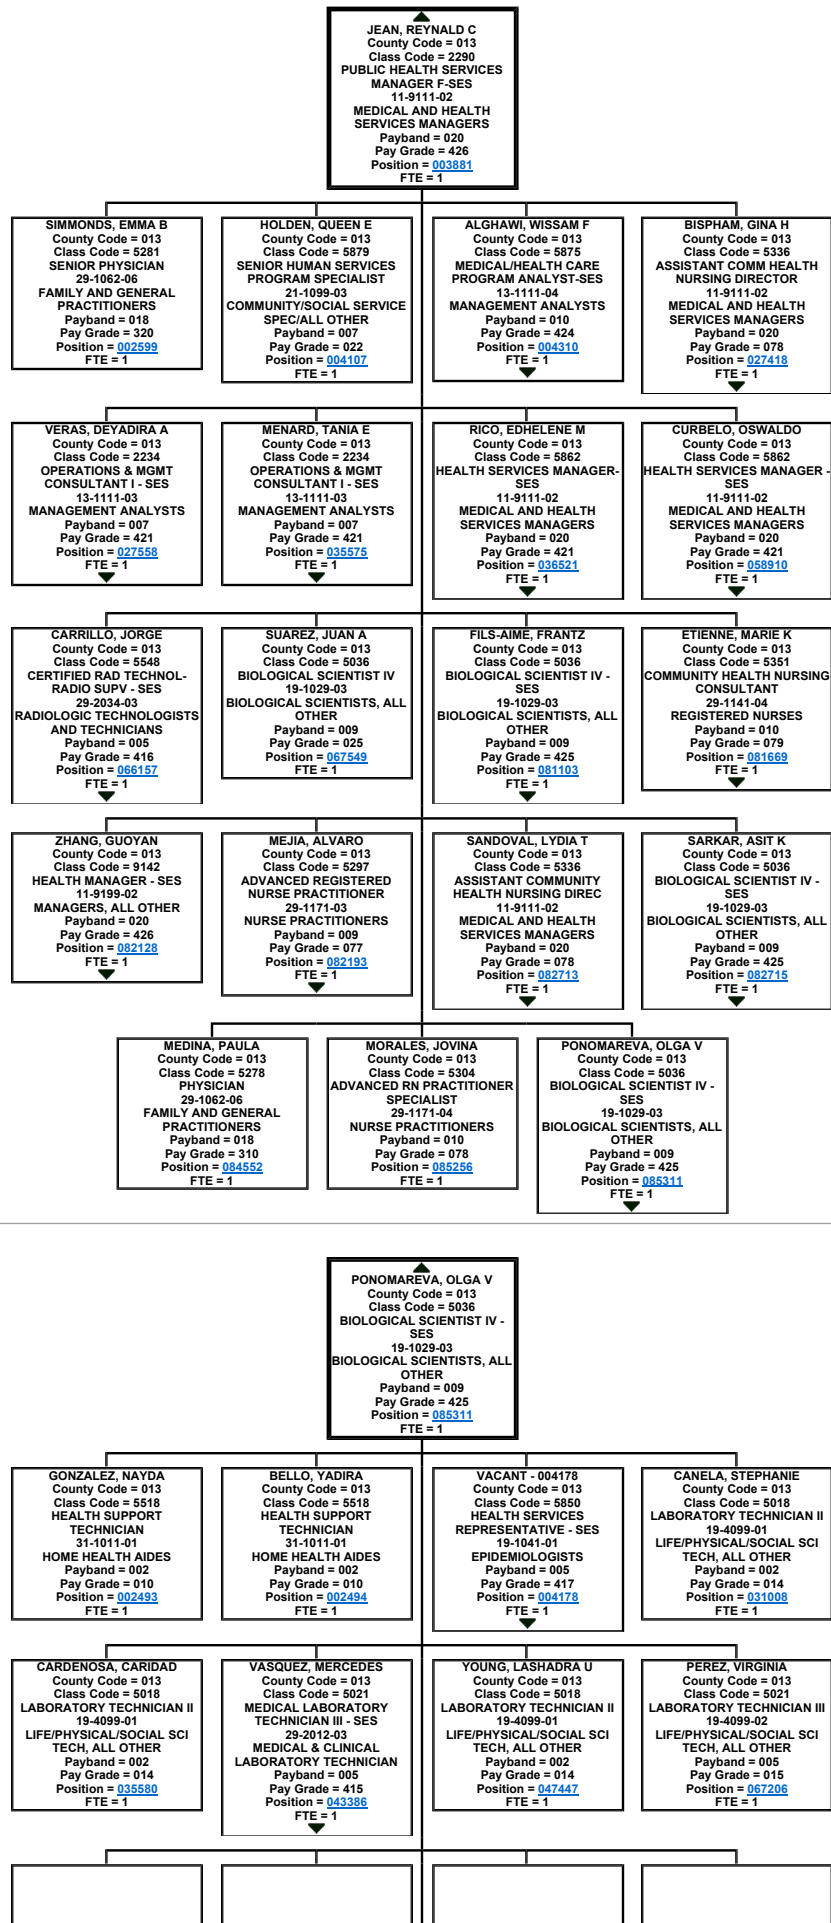 JEAN, REYNALD C
County Code = 013
Class Code = 2290
PUBLIC HEALTH SERVICES
MANAGER F-SES
11-9111-02
MEDICAL AND HEALTH
SERVICES MANAGERS
Payband = 020
Pay Grade = 426
Position = 003881
FTE = 1
SIMMONDS, EMMA B
County Code = 013
Class Code = 5281
SENIOR PHYSICIAN
29-1062-06
FAMILY AND GENERAL
PRACTITIONERS
Payband = 018
Pay Grade = 320
Position = 002599
FTE = 1
HOLDEN, QUEEN E
County Code = 013
Class Code = 5879
SENIOR HUMAN SERVICES
PROGRAM SPECIALIST
21-1099-03
COMMUNITY/SOCIAL SERVICE
SPEC/ALL OTHER
Payband = 007
Pay Grade = 022
Position = 004107
FTE = 1
ALGHAWI, WISSAM F
County Code = 013
Class Code = 5875
MEDICAL/HEALTH CARE
PROGRAM ANALYST-SES
13-1111-04
MANAGEMENT ANALYSTS
Payband = 010
Pay Grade = 424
Position = 004310
FTE = 1
BISPHAM, GINA H
County Code = 013
Class Code = 5336
ASSISTANT COMM HEALTH
NURSING DIRECTOR
11-9111-02
MEDICAL AND HEALTH
SERVICES MANAGERS
Payband = 020
Pay Grade = 078
Position = 027418
FTE = 1
VERAS, DEYADIRA A
County Code = 013
Class Code = 2234
OPERATIONS & MGMT
CONSULTANT I - SES
13-1111-03
MANAGEMENT ANALYSTS
Payband = 007
Pay Grade = 421
Position = 027558
FTE = 1
MENARD, TANIA E
County Code = 013
Class Code = 2234
OPERATIONS & MGMT
CONSULTANT I - SES
13-1111-03
MANAGEMENT ANALYSTS
Payband = 007
Pay Grade = 421
Position = 035575
FTE = 1
RICO, EDHELENE M
County Code = 013
Class Code = 5862
HEALTH SERVICES MANAGER-
SES
11-9111-02
MEDICAL AND HEALTH
SERVICES MANAGERS
Payband = 020
Pay Grade = 421
Position = 036521
FTE = 1
CURBELO, OSWALDO
County Code = 013
Class Code = 5862
HEALTH SERVICES MANAGER -
SES
11-9111-02
MEDICAL AND HEALTH
SERVICES MANAGERS
Payband = 020
Pay Grade = 421
Position = 058910
FTE = 1
CARRILLO, JORGE
County Code = 013
Class Code = 5548
CERTIFIED RAD TECHNOL-
RADIO SUPV - SES
29-2034-03
RADIOLOGIC TECHNOLOGISTS
AND TECHNICIANS
Payband = 005
Pay Grade = 416
Position = 066157
FTE = 1
SUAREZ, JUAN A
County Code = 013
Class Code = 5036
BIOLOGICAL SCIENTIST IV
19-1029-03
BIOLOGICAL SCIENTISTS, ALL
OTHER
Payband = 009
Pay Grade = 025
Position = 067549
FTE = 1
FILS-AIME, FRANTZ
County Code = 013
Class Code = 5036
BIOLOGICAL SCIENTIST IV -
SES
19-1029-03
BIOLOGICAL SCIENTISTS, ALL
OTHER
Payband = 009
Pay Grade = 425
Position = 081103
FTE = 1
ETIENNE, MARIE K
County Code = 013
Class Code = 5351
COMMUNITY HEALTH NURSING
CONSULTANT
29-1141-04
REGISTERED NURSES
Payband = 010
Pay Grade = 079
Position = 081669
FTE = 1
ZHANG, GUOYAN
County Code = 013
Class Code = 9142
HEALTH MANAGER - SES
11-9199-02
MANAGERS, ALL OTHER
Payband = 020
Pay Grade = 426
Position = 082128
FTE = 1
MEJIA, ALVARO
County Code = 013
Class Code = 5297
ADVANCED REGISTERED
NURSE PRACTITIONER
29-1171-03
NURSE PRACTITIONERS
Payband = 009
Pay Grade = 077
Position = 082193
FTE = 1
SANDOVAL, LYDIA T
County Code = 013
Class Code = 5336
ASSISTANT COMMUNITY
HEALTH NURSING DIREC
11-9111-02
MEDICAL AND HEALTH
SERVICES MANAGERS
Payband = 020
Pay Grade = 078
Position = 082713
FTE = 1
SARKAR, ASIT K
County Code = 013
Class Code = 5036
BIOLOGICAL SCIENTIST IV -
SES
19-1029-03
BIOLOGICAL SCIENTISTS, ALL
OTHER
Payband = 009
Pay Grade = 425
Position = 082715
FTE = 1
MEDINA, PAULA
County Code = 013
Class Code = 5278
PHYSICIAN
29-1062-06
FAMILY AND GENERAL
PRACTITIONERS
Payband = 018
Pay Grade = 310
Position = 084552
FTE = 1
MORALES, JOVINA
County Code = 013
Class Code = 5304
ADVANCED RN PRACTITIONER
SPECIALIST
29-1171-04
NURSE PRACTITIONERS
Payband = 010
Pay Grade = 078
Position = 085256
FTE = 1
PONOMAREVA, OLGA V
County Code = 013
Class Code = 5036
BIOLOGICAL SCIENTIST IV -
SES
19-1029-03
BIOLOGICAL SCIENTISTS, ALL
OTHER
Payband = 009
Pay Grade = 425
Position = 085311
FTE = 1
PONOMAREVA, OLGA V
County Code = 013
Class Code = 5036
BIOLOGICAL SCIENTIST IV -
SES
19-1029-03
BIOLOGICAL SCIENTISTS, ALL
OTHER
Payband = 009
Pay Grade = 425
Position = 085311
FTE = 1
GONZALEZ, NAYDA
County Code = 013
Class Code = 5518
HEALTH SUPPORT
TECHNICIAN
31-1011-01
HOME HEALTH AIDES
Payband = 002
Pay Grade = 010
Position = 002493
FTE = 1
BELLO, YADIRA
County Code = 013
Class Code = 5518
HEALTH SUPPORT
TECHNICIAN
31-1011-01
HOME HEALTH AIDES
Payband = 002
Pay Grade = 010
Position = 002494
FTE = 1
VACANT - 004178
County Code = 013
Class Code = 5850
HEALTH SERVICES
REPRESENTATIVE - SES
19-1041-01
EPIDEMIOLOGISTS
Payband = 005
Pay Grade = 417
Position = 004178
FTE = 1
CANELA, STEPHANIE
County Code = 013
Class Code = 5018
LABORATORY TECHNICIAN II
19-4099-01
LIFE/PHYSICAL/SOCIAL SCI
TECH, ALL OTHER
Payband = 002
Pay Grade = 014
Position = 031008
FTE = 1
CARDENOSA, CARIDAD
County Code = 013
Class Code = 5018
LABORATORY TECHNICIAN II
19-4099-01
LIFE/PHYSICAL/SOCIAL SCI
TECH, ALL OTHER
Payband = 002
Pay Grade = 014
Position = 035580
FTE = 1
VASQUEZ, MERCEDES
County Code = 013
Class Code = 5021
MEDICAL LABORATORY
TECHNICIAN III - SES
29-2012-03
MEDICAL & CLINICAL
LABORATORY TECHNICIAN
Payband = 005
Pay Grade = 415
Position = 043386
FTE = 1
YOUNG, LASHADRA U
County Code = 013
Class Code = 5018
LABORATORY TECHNICIAN II
19-4099-01
LIFE/PHYSICAL/SOCIAL SCI
TECH, ALL OTHER
Payband = 002
Pay Grade = 014
Position = 047447
FTE = 1
PEREZ, VIRGINIA
County Code = 013
Class Code = 5021
LABORATORY TECHNICIAN III
19-4099-02
LIFE/PHYSICAL/SOCIAL SCI
TECH, ALL OTHER
Payband = 005
Pay Grade = 015
Position = 067206
FTE = 1